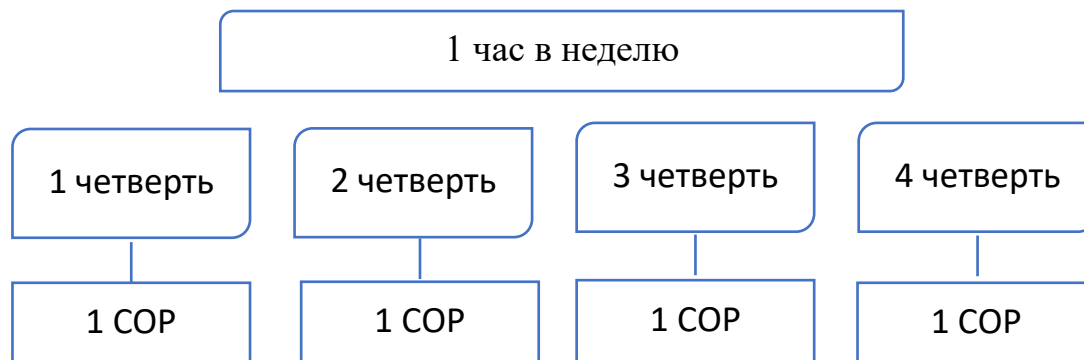 1 час в неделю
1 четверть
2 четверть
3 четверть
4 четверть
1 СОР
1 СОР
1 СОР
1 СОР